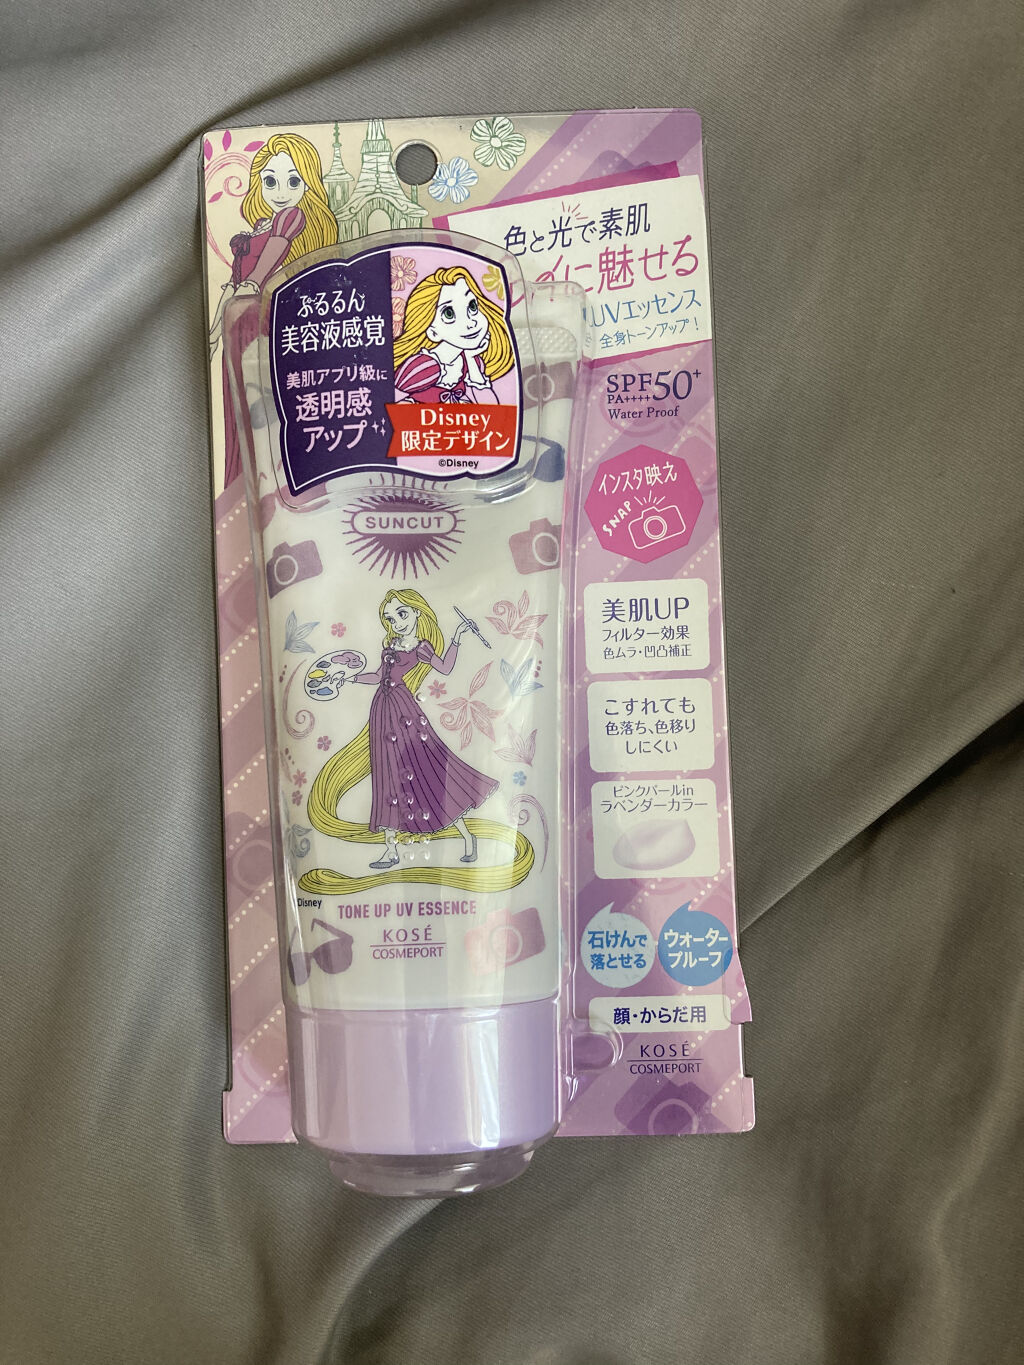 色と光で素肌
に魅せる
UVエッセンス
全身トーンアップ!
ぷるるん
美容液感覚
美肌アプリ級に
透明感
アップ
Disney
限定デザイン
©Disney
SPF50+
PA++++
Water Proof
インスタ映え
SNAP
SUNCUT
美肌UP
フィルター効果
色ムラ・凹凸補正
こすれても
色落ち、色移り
しにくい
ピンクパールin
ラベンダーカラー
Disney
TONE UP UV ESSENCE
KOSÉ
COSMEPORT
石けんで
落とせる
ウォーター
プルーフ
顔・からだ用
KOSÉ
COSMEPORT